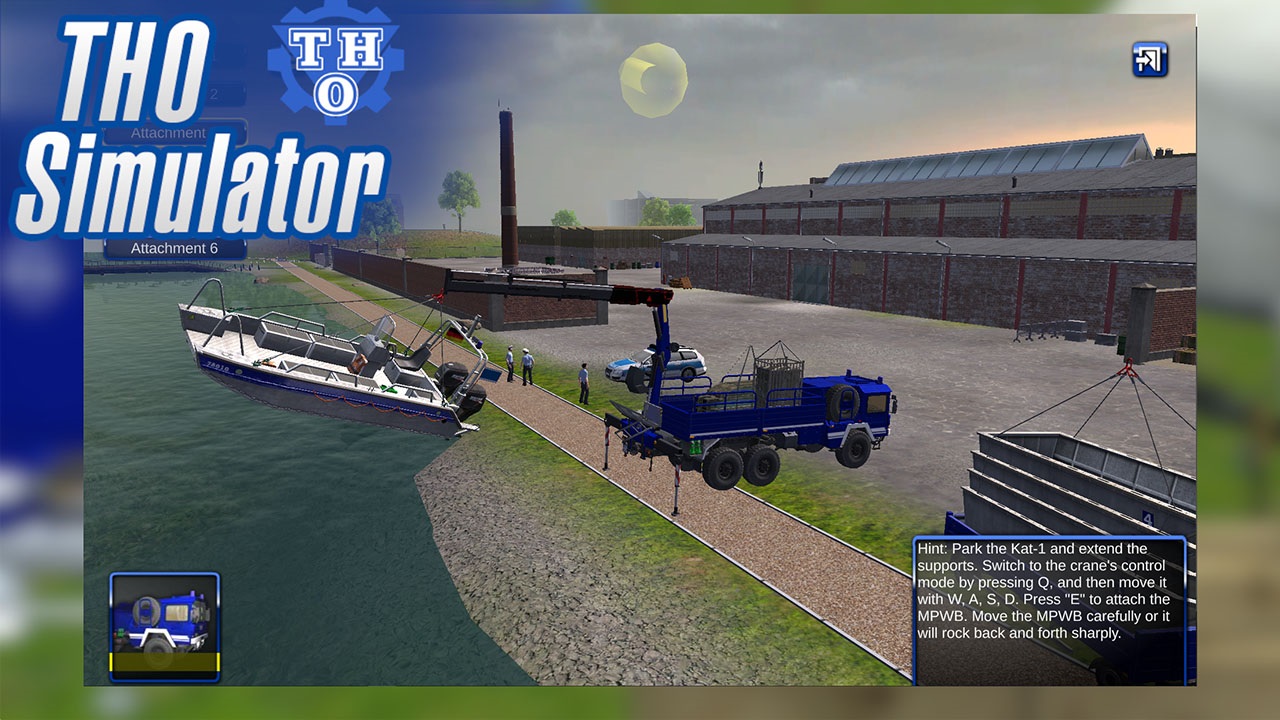 THO
Simulator
T H
O
2
Attachment
Attachment 6
Hint: Park the Kat-1 and extend the
supports. Switch to the crane's control
mode by pressing Q, and then move it
with W, A, S, D. Press "E" to attach the
MPWB. Move the MPWB carefully or it
will rock back and forth sharply.
4